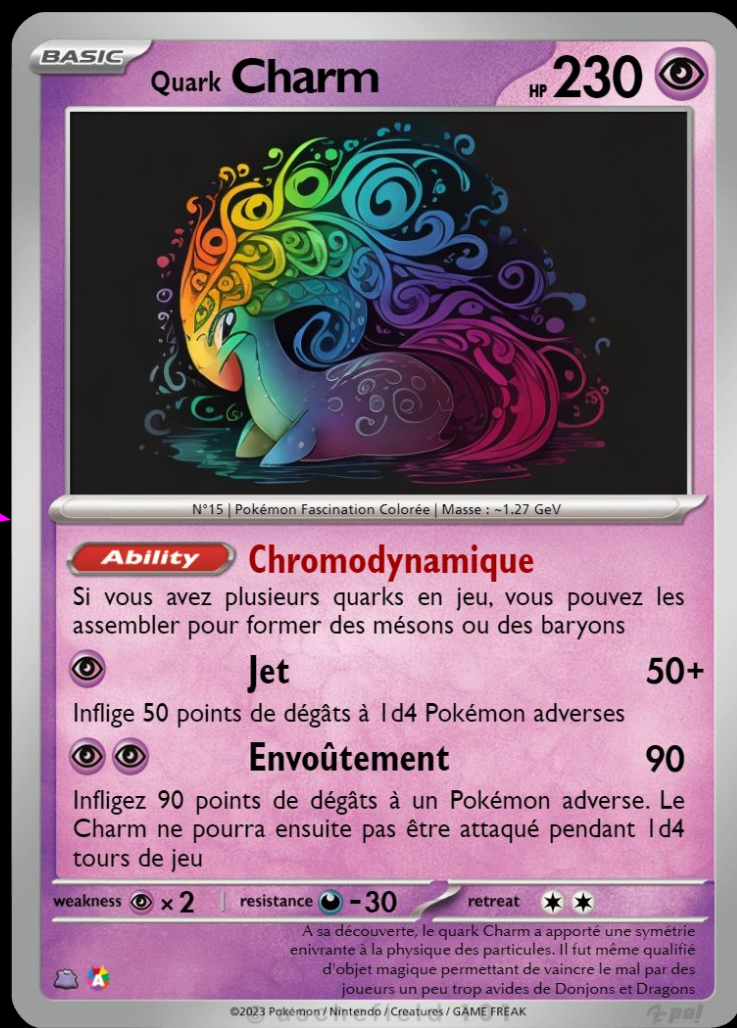 BASIC
Quark Charm HP 230
N°15 | Pokémon Fascination Colorée | Masse : ~1.27 GeV
Ability Chromodynamique
Si vous avez plusieurs quarks en jeu, vous pouvez les
assembler pour former des mésons ou des baryons
Jet 50+
Inflige 50 points de dégâts à 1d4 Pokémon adverses
Envoûtement 90
Infligez 90 points de dégâts à un Pokémon adverse. Le
Charm ne pourra ensuite pas être attaqué pendant 1d4
tours de jeu
weakness × 2 | resistance - 30 retreat
A sa découverte, le quark Charm a apporté une symétrie
enivrante à la physique des particules. Il fut même qualifié
d'objet magique permettant de vaincre le mal par des
joueurs un peu trop avides de Donjons et Dragons
A
©2023 Pokémon / Nintendo / Creatures / GAME FREAK